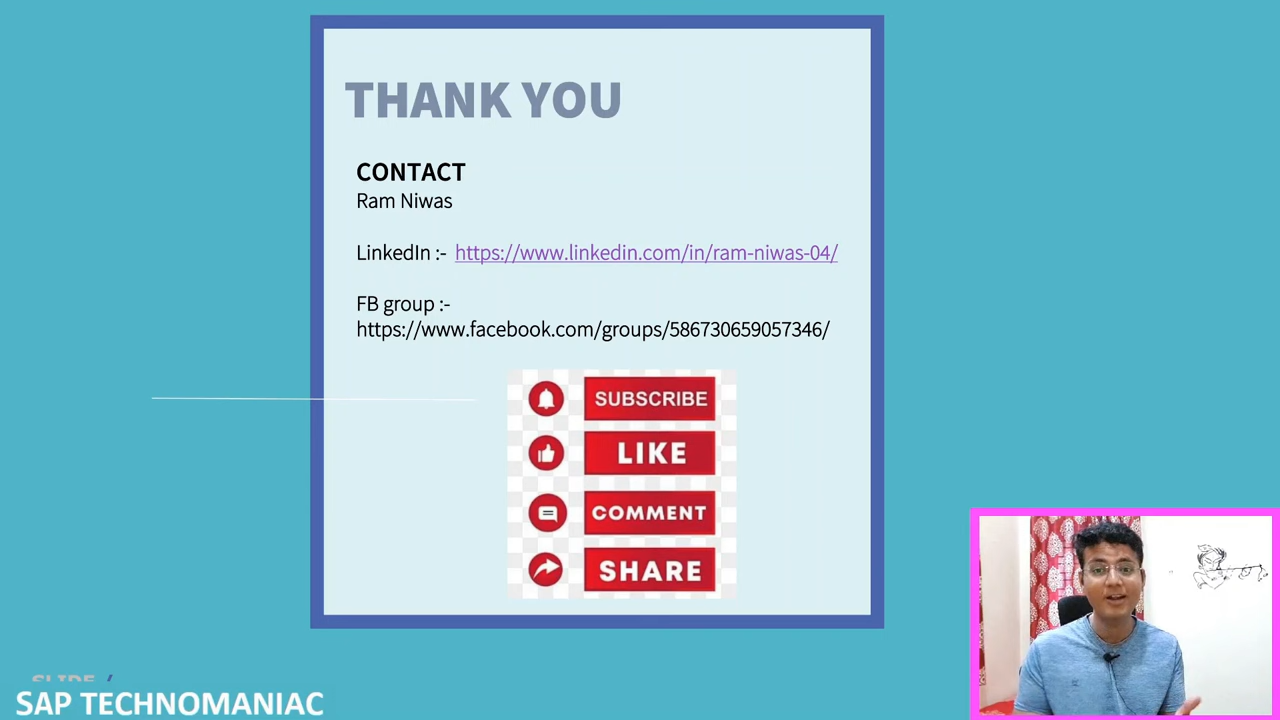 THANK YOU
CONTACT
Ram Niwas
LinkedIn :- https://www.linkedin.com/in/ram-niwas-04/
FB group :-
https://www.facebook.com/groups/586730659057346/
SUBSCRIBE
LIKE
COMMENT
SHARE
SLIDE /
SAP TECHNOMANIAC